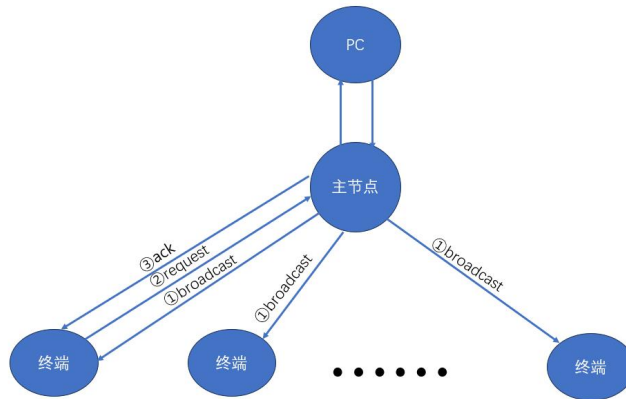 PC
主节点
③ack
②request
①broadcast
①broadcast
①broadcast
终端
终端
终端